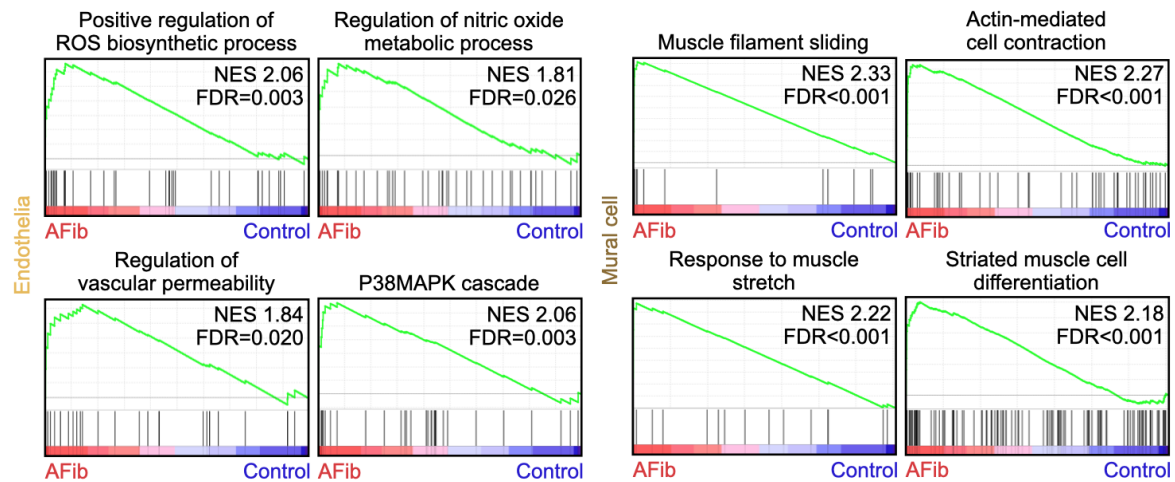 Endothelia
Positive regulation of
ROS biosynthetic process
NES 2.06
FDR=0.003
AFib
Control
Regulation of nitric oxide
metabolic process
NES 1.81
FDR=0.026
Regulation of
vascular permeability
NES 1.84
FDR=0.020
AFib
Control
P38MAPK cascade
NES 2.06
FDR=0.003
AFib
Control
Mural cell
Muscle filament sliding
NES 2.33
FDR<0.001
AFib
Control
Actin-mediated
cell contraction
NES 2.27
FDR<0.001
Response to muscle
stretch
NES 2.22
FDR<0.001
AFib
Control
Striated muscle cell
differentiation
NES 2.18
FDR<0.001
AFib
Control
AFib
Control
AFib
Control